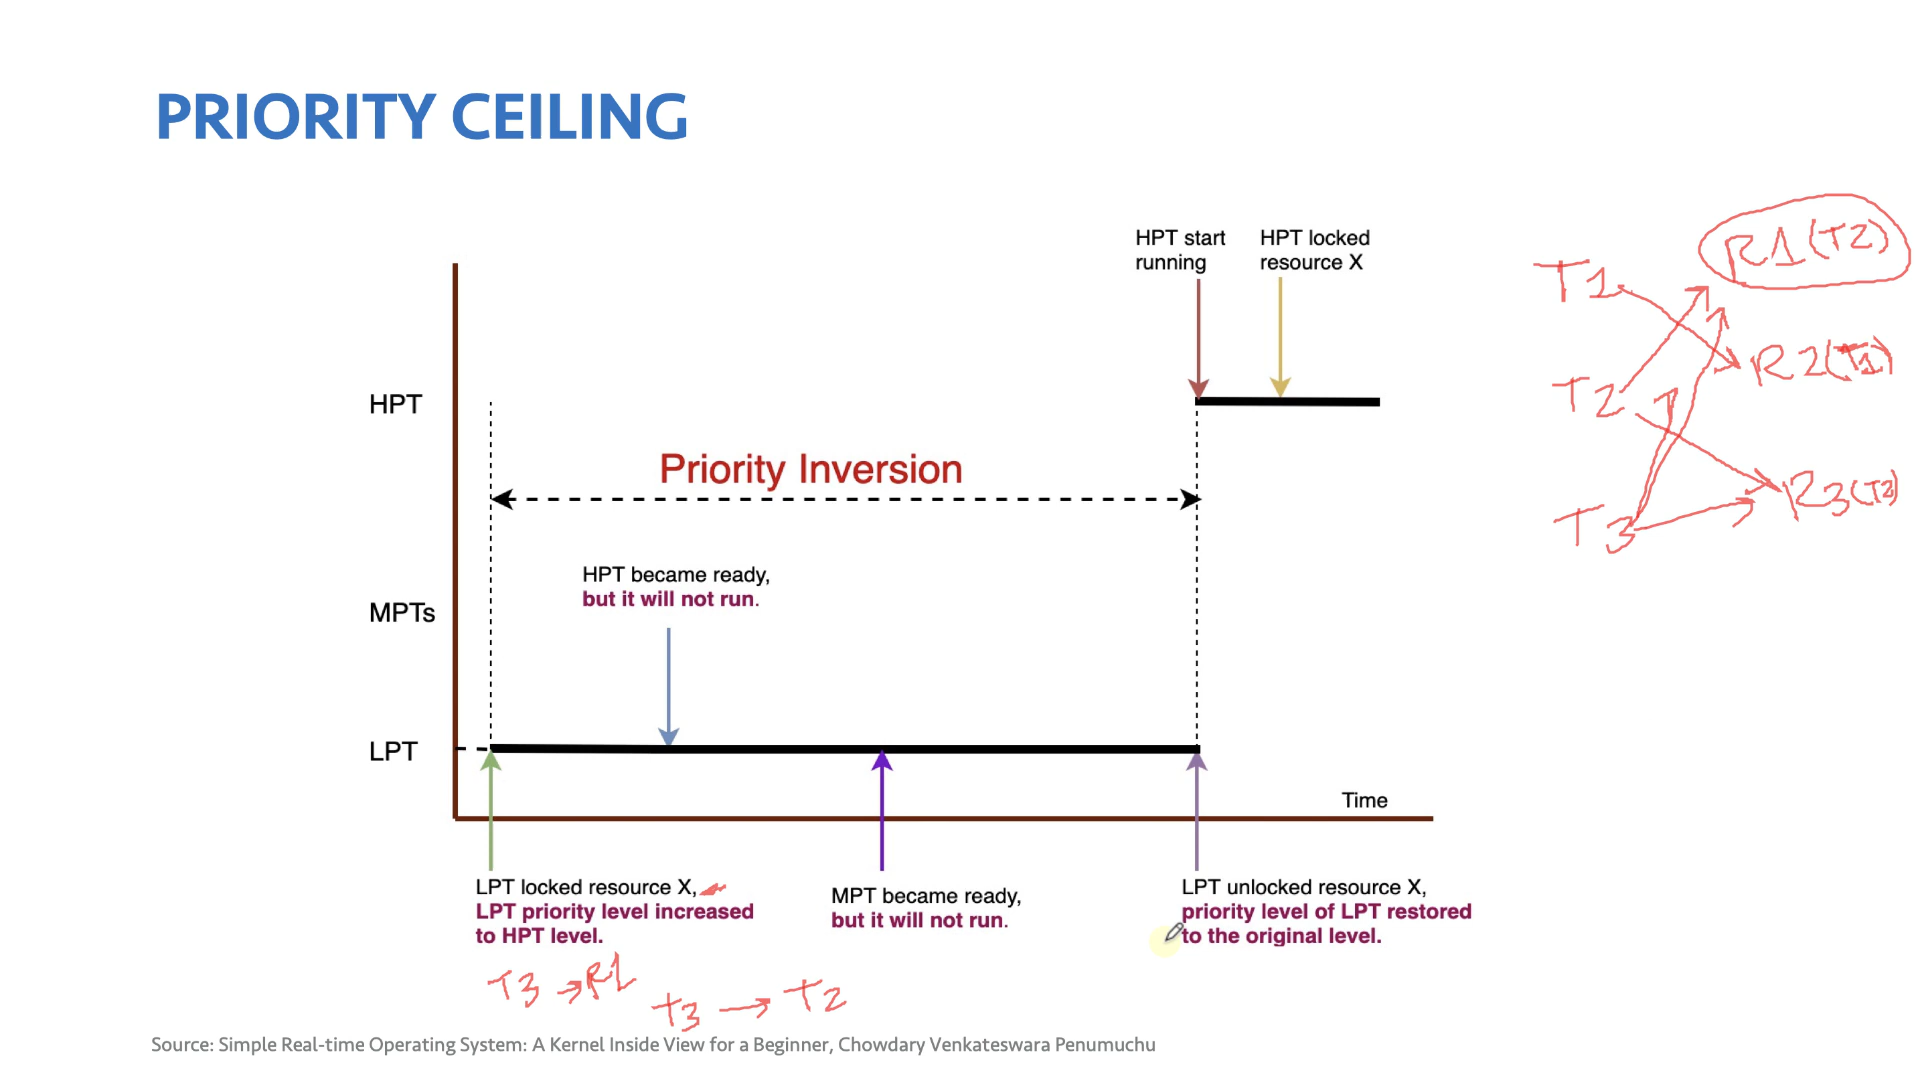 PRIORITY CEILING
HPT start
running
HPT locked
resource X
HPT
Priority Inversion
HPT became ready,
but it will not run.
MPTs
LPT
Time
LPT locked resource X,
LPT priority level increased
to HPT level.
MPT became ready,
but it will not run.
LPT unlocked resource X,
priority level of LPT restored
to the original level.
T3 → R1
T3 → T2
T1
T2
T3
R1(T2)
R2(T1)
R3(T2)
Source: Simple Real-time Operating System: A Kernel Inside View for a Beginner, Chowdary Venkateswara Penumuchu